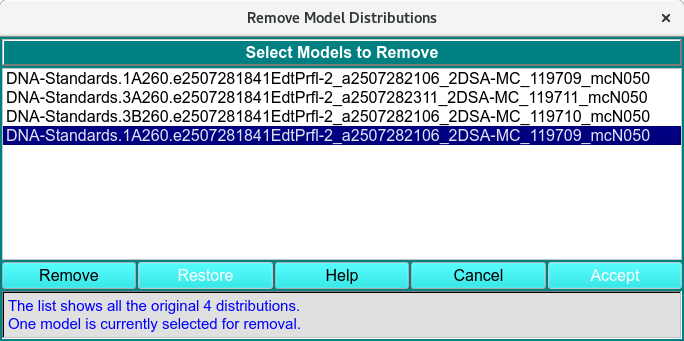 Remove Model Distributions
×
Select Models to Remove
DNA-Standards.1A260.e2507281841EdtPrfl-2_a2507282106_2DSA-MC_119709_mcN050
DNA-Standards.3A260.e2507281841EdtPrfl-2_a2507282311_2DSA-MC_119711_mcN050
DNA-Standards.3B260.e2507281841EdtPrfl-2_a2507282106_2DSA-MC_119710_mcN050
DNA-Standards.1A260.e2507281841EdtPrfl-2_a2507282106_2DSA-MC_119709_mcN050
Remove Restore Help Cancel Accept
The list shows all the original 4 distributions.
One model is currently selected for removal.